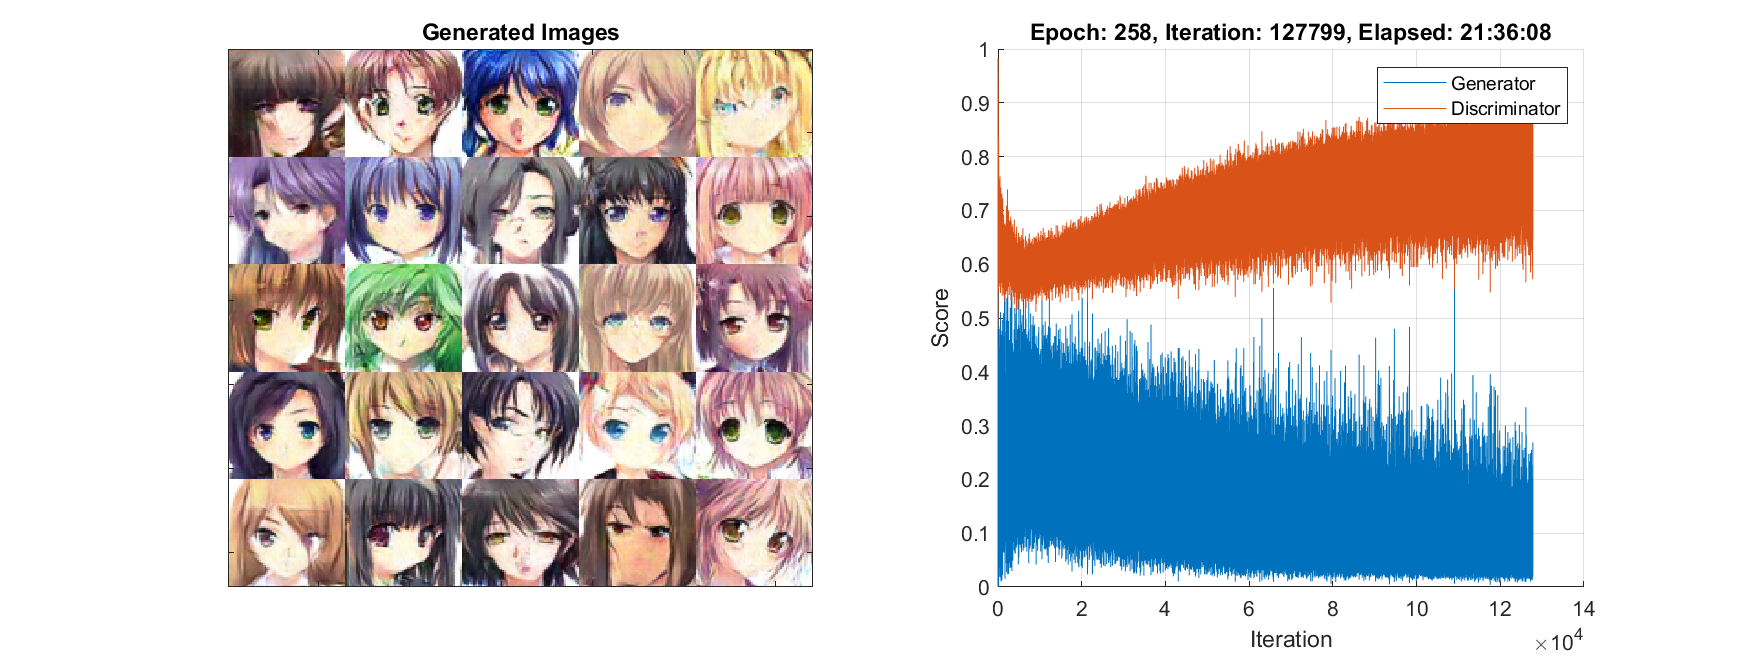 Generated Images
Epoch: 258, Iteration: 127799, Elapsed: 21:36:08
Generator
Discriminator
1
0.9
0.8
0.7
0.6
0.5
0.4
0.3
0.2
0.1
0
Score
0 2 4 6 8 10 12 14
Iteration
×10^4